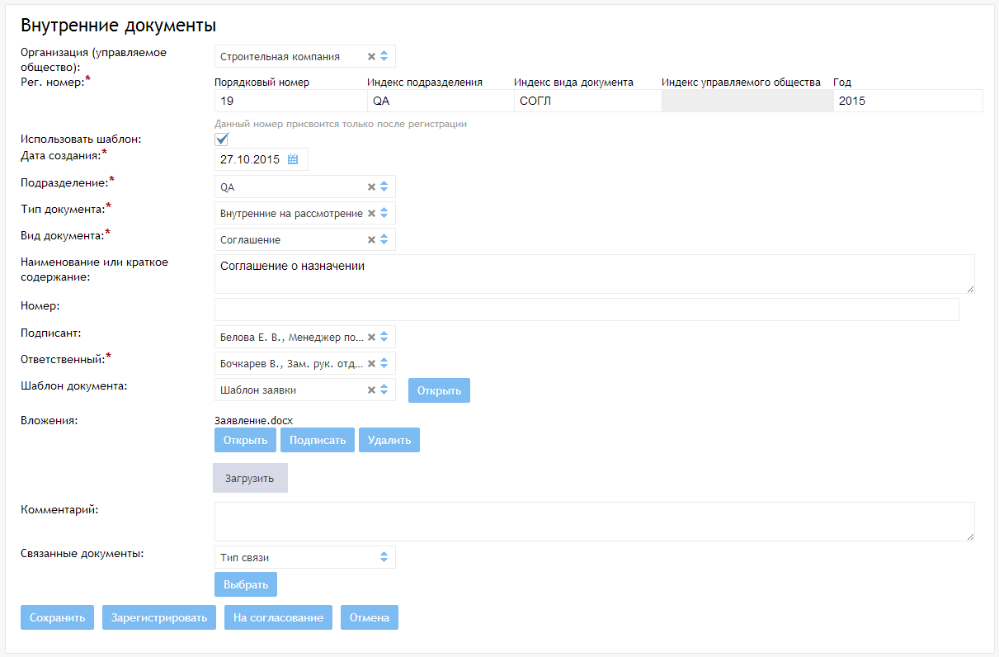 Внутренние документы
Организация (управляемое общество):
Строительная компания
Рег. номер:*
Порядковый номер Индекс подразделения Индекс вида документа Индекс управляемого общества Год
19 QA СОГЛ 2015
Данный номер присвоится только после регистрации
Использовать шаблон:
Дата создания:* 27.10.2015
Подразделение:* QA
Тип документа:* Внутренние на рассмотрение
Вид документа:* Соглашение
Наименование или краткое содержание:
Соглашение о назначении
Номер:
Подписант: Белова Е. В., Менеджер по...
Ответственный:* Бочкарев В., Зам. рук. отд...
Шаблон документа: Шаблон заявки Открыть
Вложения: Заявление.docx
Открыть Подписать Удалить
Загрузить
Комментарий:
Связанные документы: Тип связи
Выбрать
Сохранить Зарегистрировать На согласование Отмена